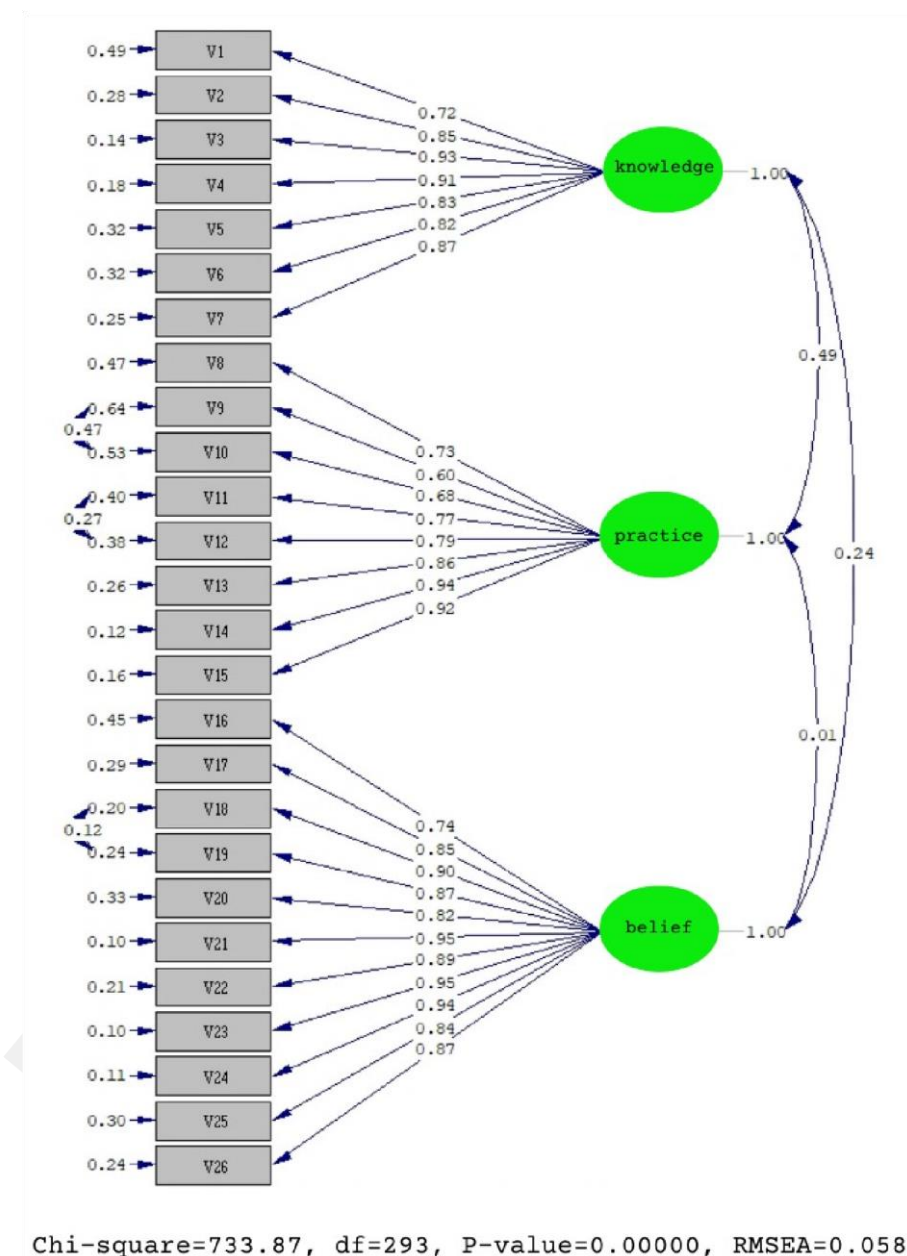 0.49 V1
0.28 V2
0.72
0.85
0.14 V3
0.93
0.18 V4
0.91
knowledge 1.00
0.83
0.32 V5
0.82
0.87
0.32 V6
0.25 V7
0.47 V8
0.49
0.64 V9
0.47
0.53 V10
0.73
0.60
0.68
0.40 V11
0.27
0.77
0.38 V12
0.79
practice 1.00
0.24
0.86
0.26 V13
0.94
0.92
0.12 V14
0.16 V15
0.45 V16
0.01
0.29 V17
0.20 V18
0.12
0.74
0.24 V19
0.85
0.90
0.87
0.33 V20
0.82
belief 1.00
0.10 V21
0.95
0.89
0.21 V22
0.95
0.94
0.10 V23
0.84
0.87
0.11 V24
0.30 V25
0.24 V26
Chi-square=733.87, df=293, P-value=0.00000, RMSEA=0.058